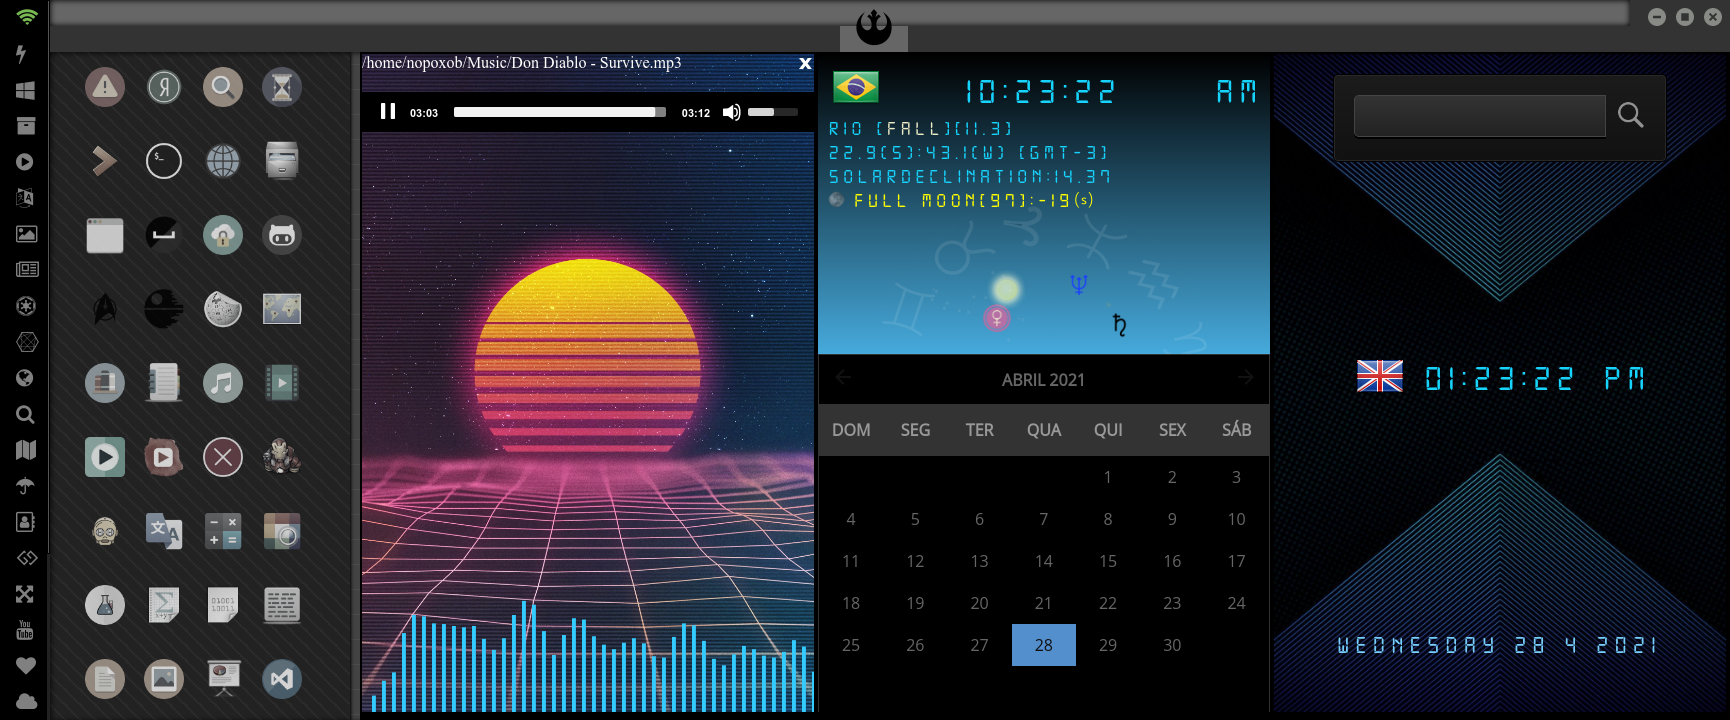 /home/nopoxob/Music/Don Diablo - Survive.mp3
x
03:03
03:12
10:23:22 AM
RIO [FALL][11.3]
22.9(S):43.1(W) [GMT-3]
SOLARDECLINATION:14.37
FULL MOON[97]:-19(s)
ABRIL 2021
DOM SEG TER QUA QUI SEX SÁB
1 2 3
4 5 6 7 8 9 10
11 12 13 14 15 16 17
18 19 20 21 22 23 24
25 26 27 28 29 30
01:23:22 PM
WEDNESDAY 28 4 2021
You
Tube
Я
$_
文 A
01001
10011
Σ